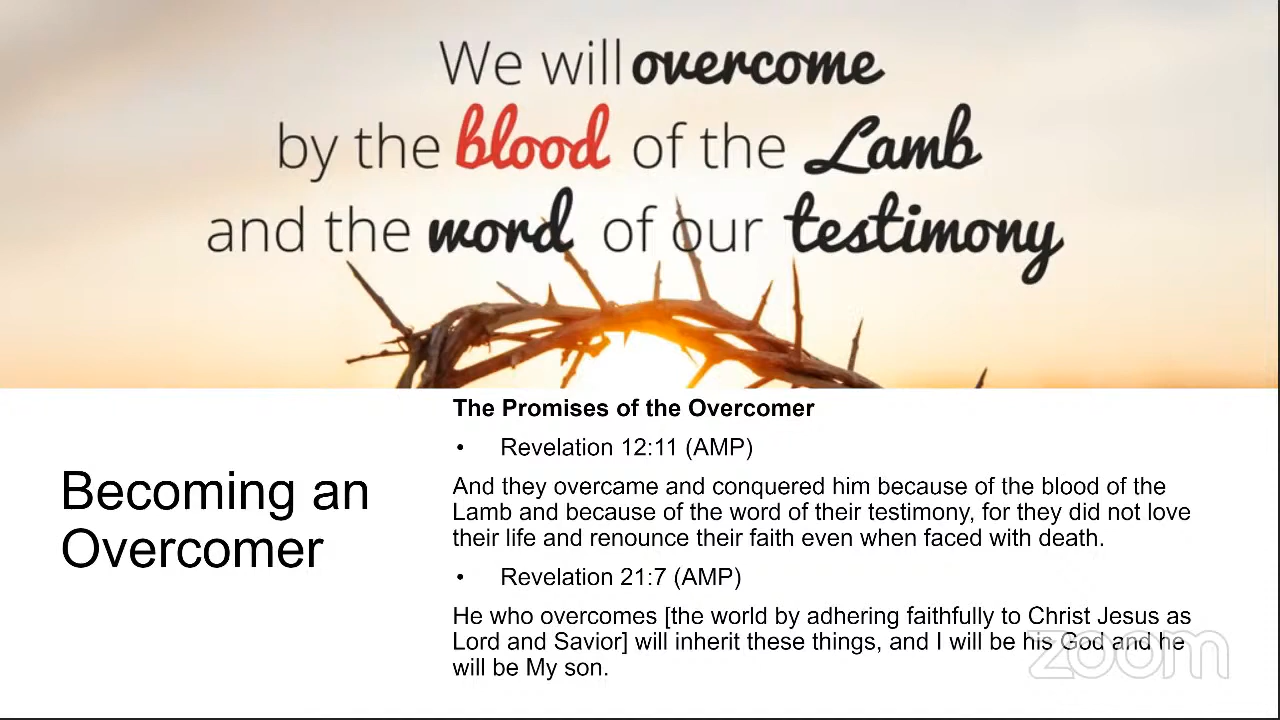 We will overcome
by the blood of the Lamb
and the word of our testimony
Becoming an
Overcomer
The Promises of the Overcomer
• Revelation 12:11 (AMP)
And they overcame and conquered him because of the blood of the
Lamb and because of the word of their testimony, for they did not love
their life and renounce their faith even when faced with death.
• Revelation 21:7 (AMP)
He who overcomes [the world by adhering faithfully to Christ Jesus as
Lord and Savior] will inherit these things, and I will be his God and he
will be My son.
zoom